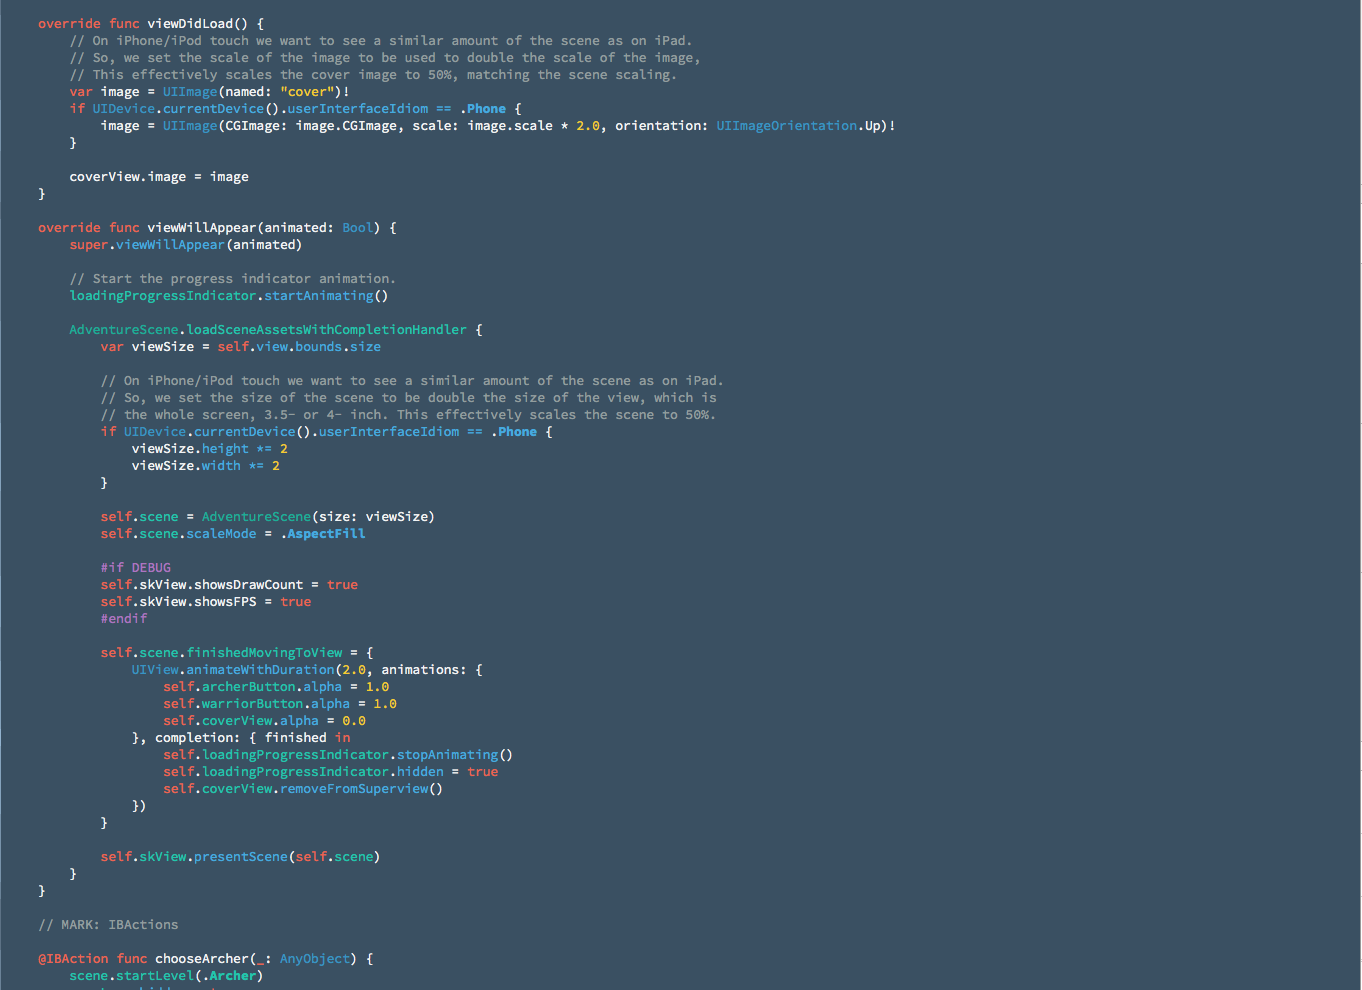 override func viewDidLoad() {
    // On iPhone/iPod touch we want to see a similar amount of the scene as on iPad.
    // So, we set the scale of the image to be used to double the scale of the image,
    // This effectively scales the cover image to 50%, matching the scene scaling.
    var image = UIImage(named: "cover")!
    if UIDevice.currentDevice().userInterfaceIdiom == .Phone {
        image = UIImage(CGImage: image.CGImage, scale: image.scale * 2.0, orientation: UIImageOrientation.Up)!
    }

    coverView.image = image
}

override func viewWillAppear(animated: Bool) {
    super.viewWillAppear(animated)

    // Start the progress indicator animation.
    loadingProgressIndicator.startAnimating()

    AdventureScene.loadSceneAssetsWithCompletionHandler {
        var viewSize = self.view.bounds.size

        // On iPhone/iPod touch we want to see a similar amount of the scene as on iPad.
        // So, we set the size of the scene to be double the size of the view, which is
        // the whole screen, 3.5- or 4- inch. This effectively scales the scene to 50%.
        if UIDevice.currentDevice().userInterfaceIdiom == .Phone {
            viewSize.height *= 2
            viewSize.width *= 2
        }

        self.scene = AdventureScene(size: viewSize)
        self.scene.scaleMode = .AspectFill

        #if DEBUG
        self.skView.showsDrawCount = true
        self.skView.showsFPS = true
        #endif

        self.scene.finishedMovingToView = {
            UIView.animateWithDuration(2.0, animations: {
                self.archerButton.alpha = 1.0
                self.warriorButton.alpha = 1.0
                self.coverView.alpha = 0.0
            }, completion: { finished in
                self.loadingProgressIndicator.stopAnimating()
                self.loadingProgressIndicator.hidden = true
                self.coverView.removeFromSuperview()
            })
        }

        self.skView.presentScene(self.scene)
    }
}

// MARK: IBActions

@IBAction func chooseArcher(_: AnyObject) {
    scene.startLevel(.Archer)